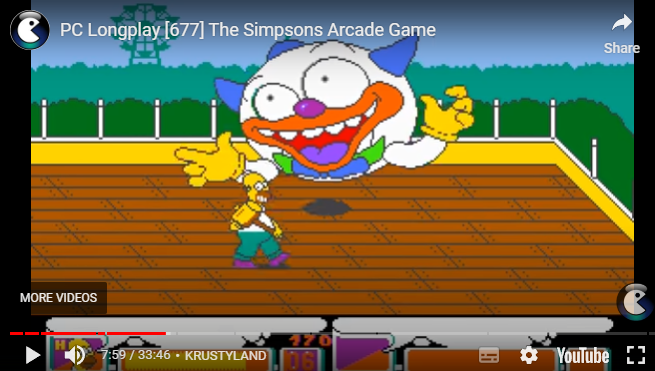 PC Longplay [677] The Simpsons Arcade Game
Share
MORE VIDEOS
7:59 / 33:46 • KRUSTYLAND
YouTube